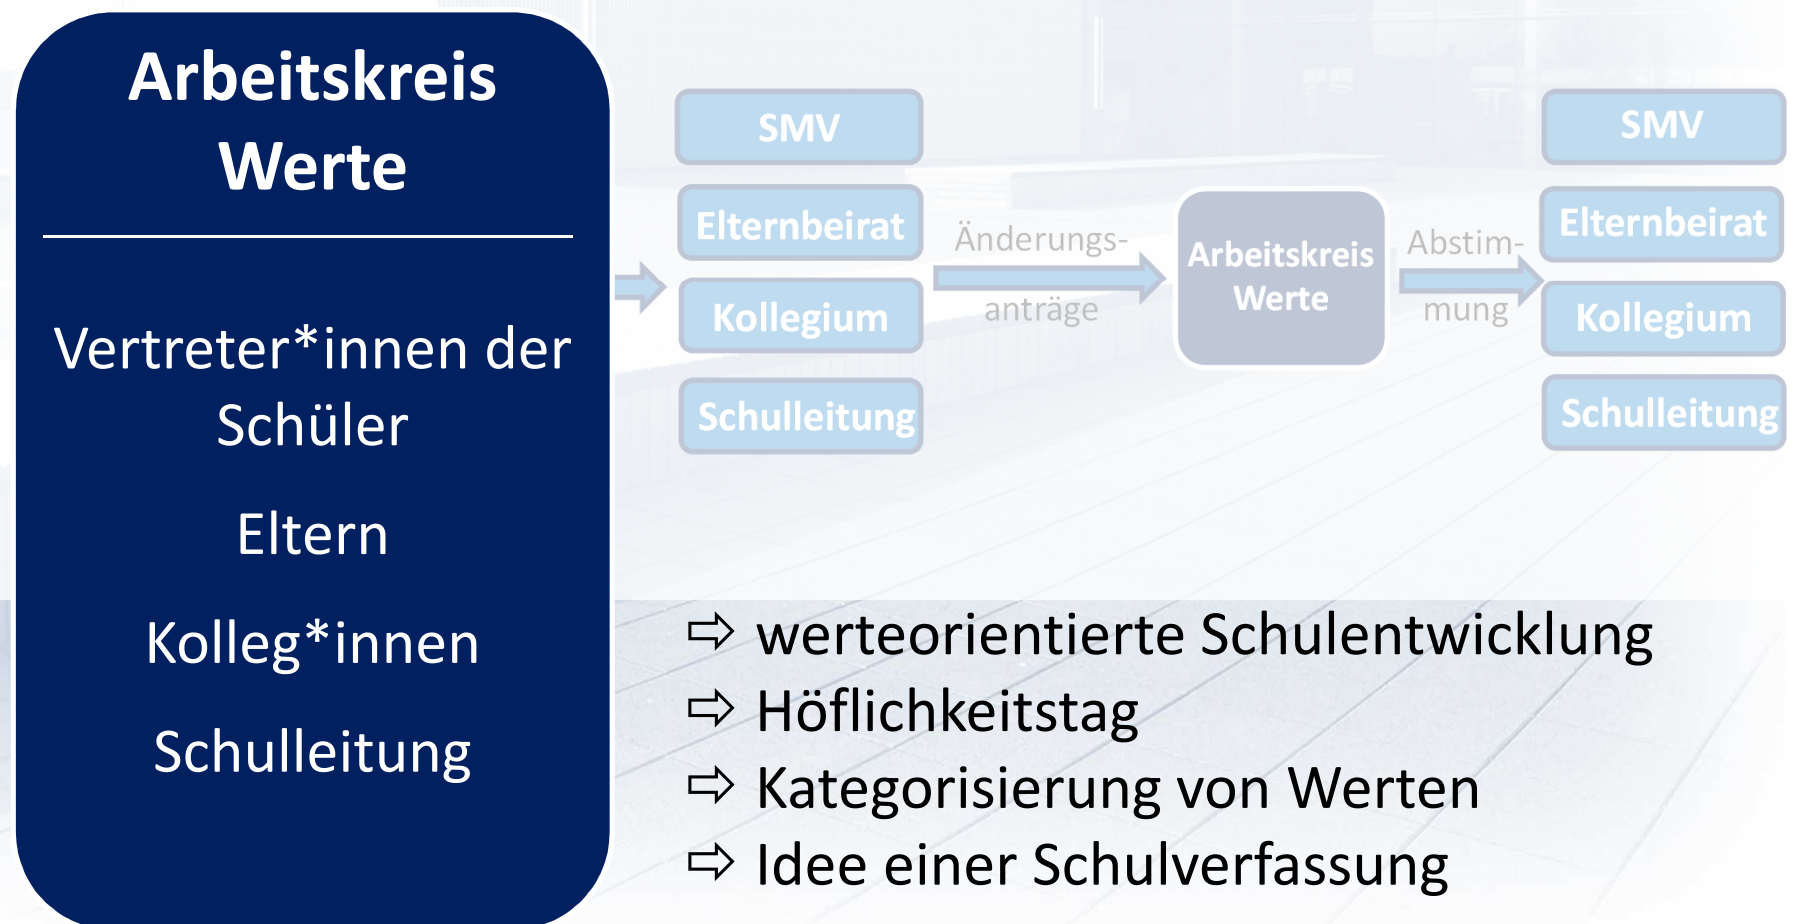 Arbeitskreis
Werte
Vertreter*innen der
Schüler
Eltern
Kolleg*innen
Schulleitung
SMV
Elternbeirat
Kollegium
Schulleitung
Änderungs-
anträge
Arbeitskreis
Werte
Abstim-
mung
SMV
Elternbeirat
Kollegium
Schulleitung
⇨ werteorientierte Schulentwicklung
⇨ Höflichkeitstag
⇨ Kategorisierung von Werten
⇨ Idee einer Schulverfassung